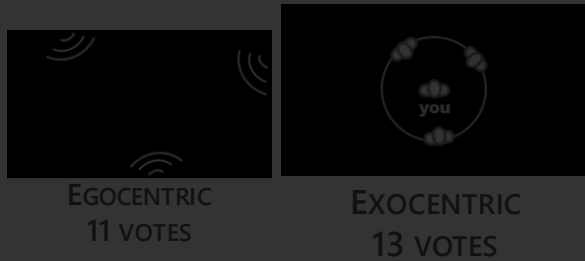 you
EGOCENTRIC
11 VOTES
EXOCENTRIC
13 VOTES